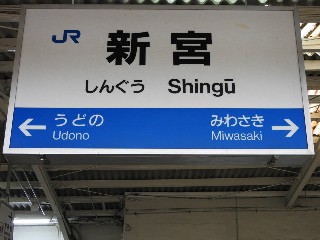 JR 新宮
しんぐう Shingū
← うどの みわさき →
Udono Miwasaki